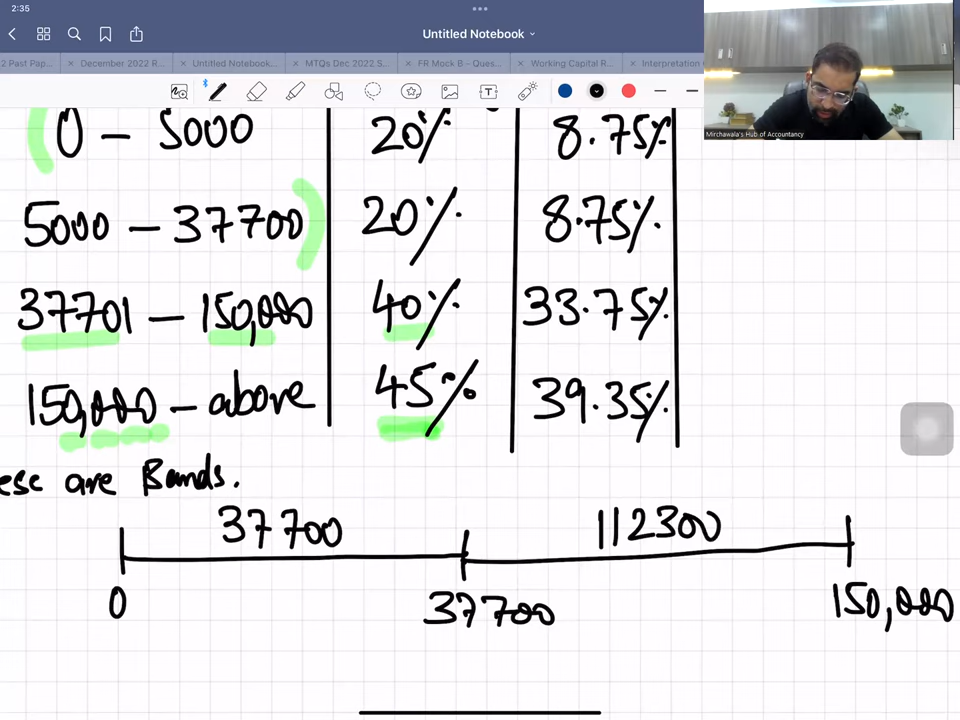 2:35
Untitled Notebook
2 Past Pap...
December 2022 R...
Untitled Notebook...
MTQs Dec 2022.S...
FR Mock B - Ques...
Working Capital R...
Interpretation
0 – 5000 20% 8.75%
5000 – 37700 20% 8.75%
37701 – 150,000 40% 33.75%
150,000 – above 45% 39.35%
ese are Bands.
37700 112300
0 37700 150,000
Mirchawala's Hub of Accountancy